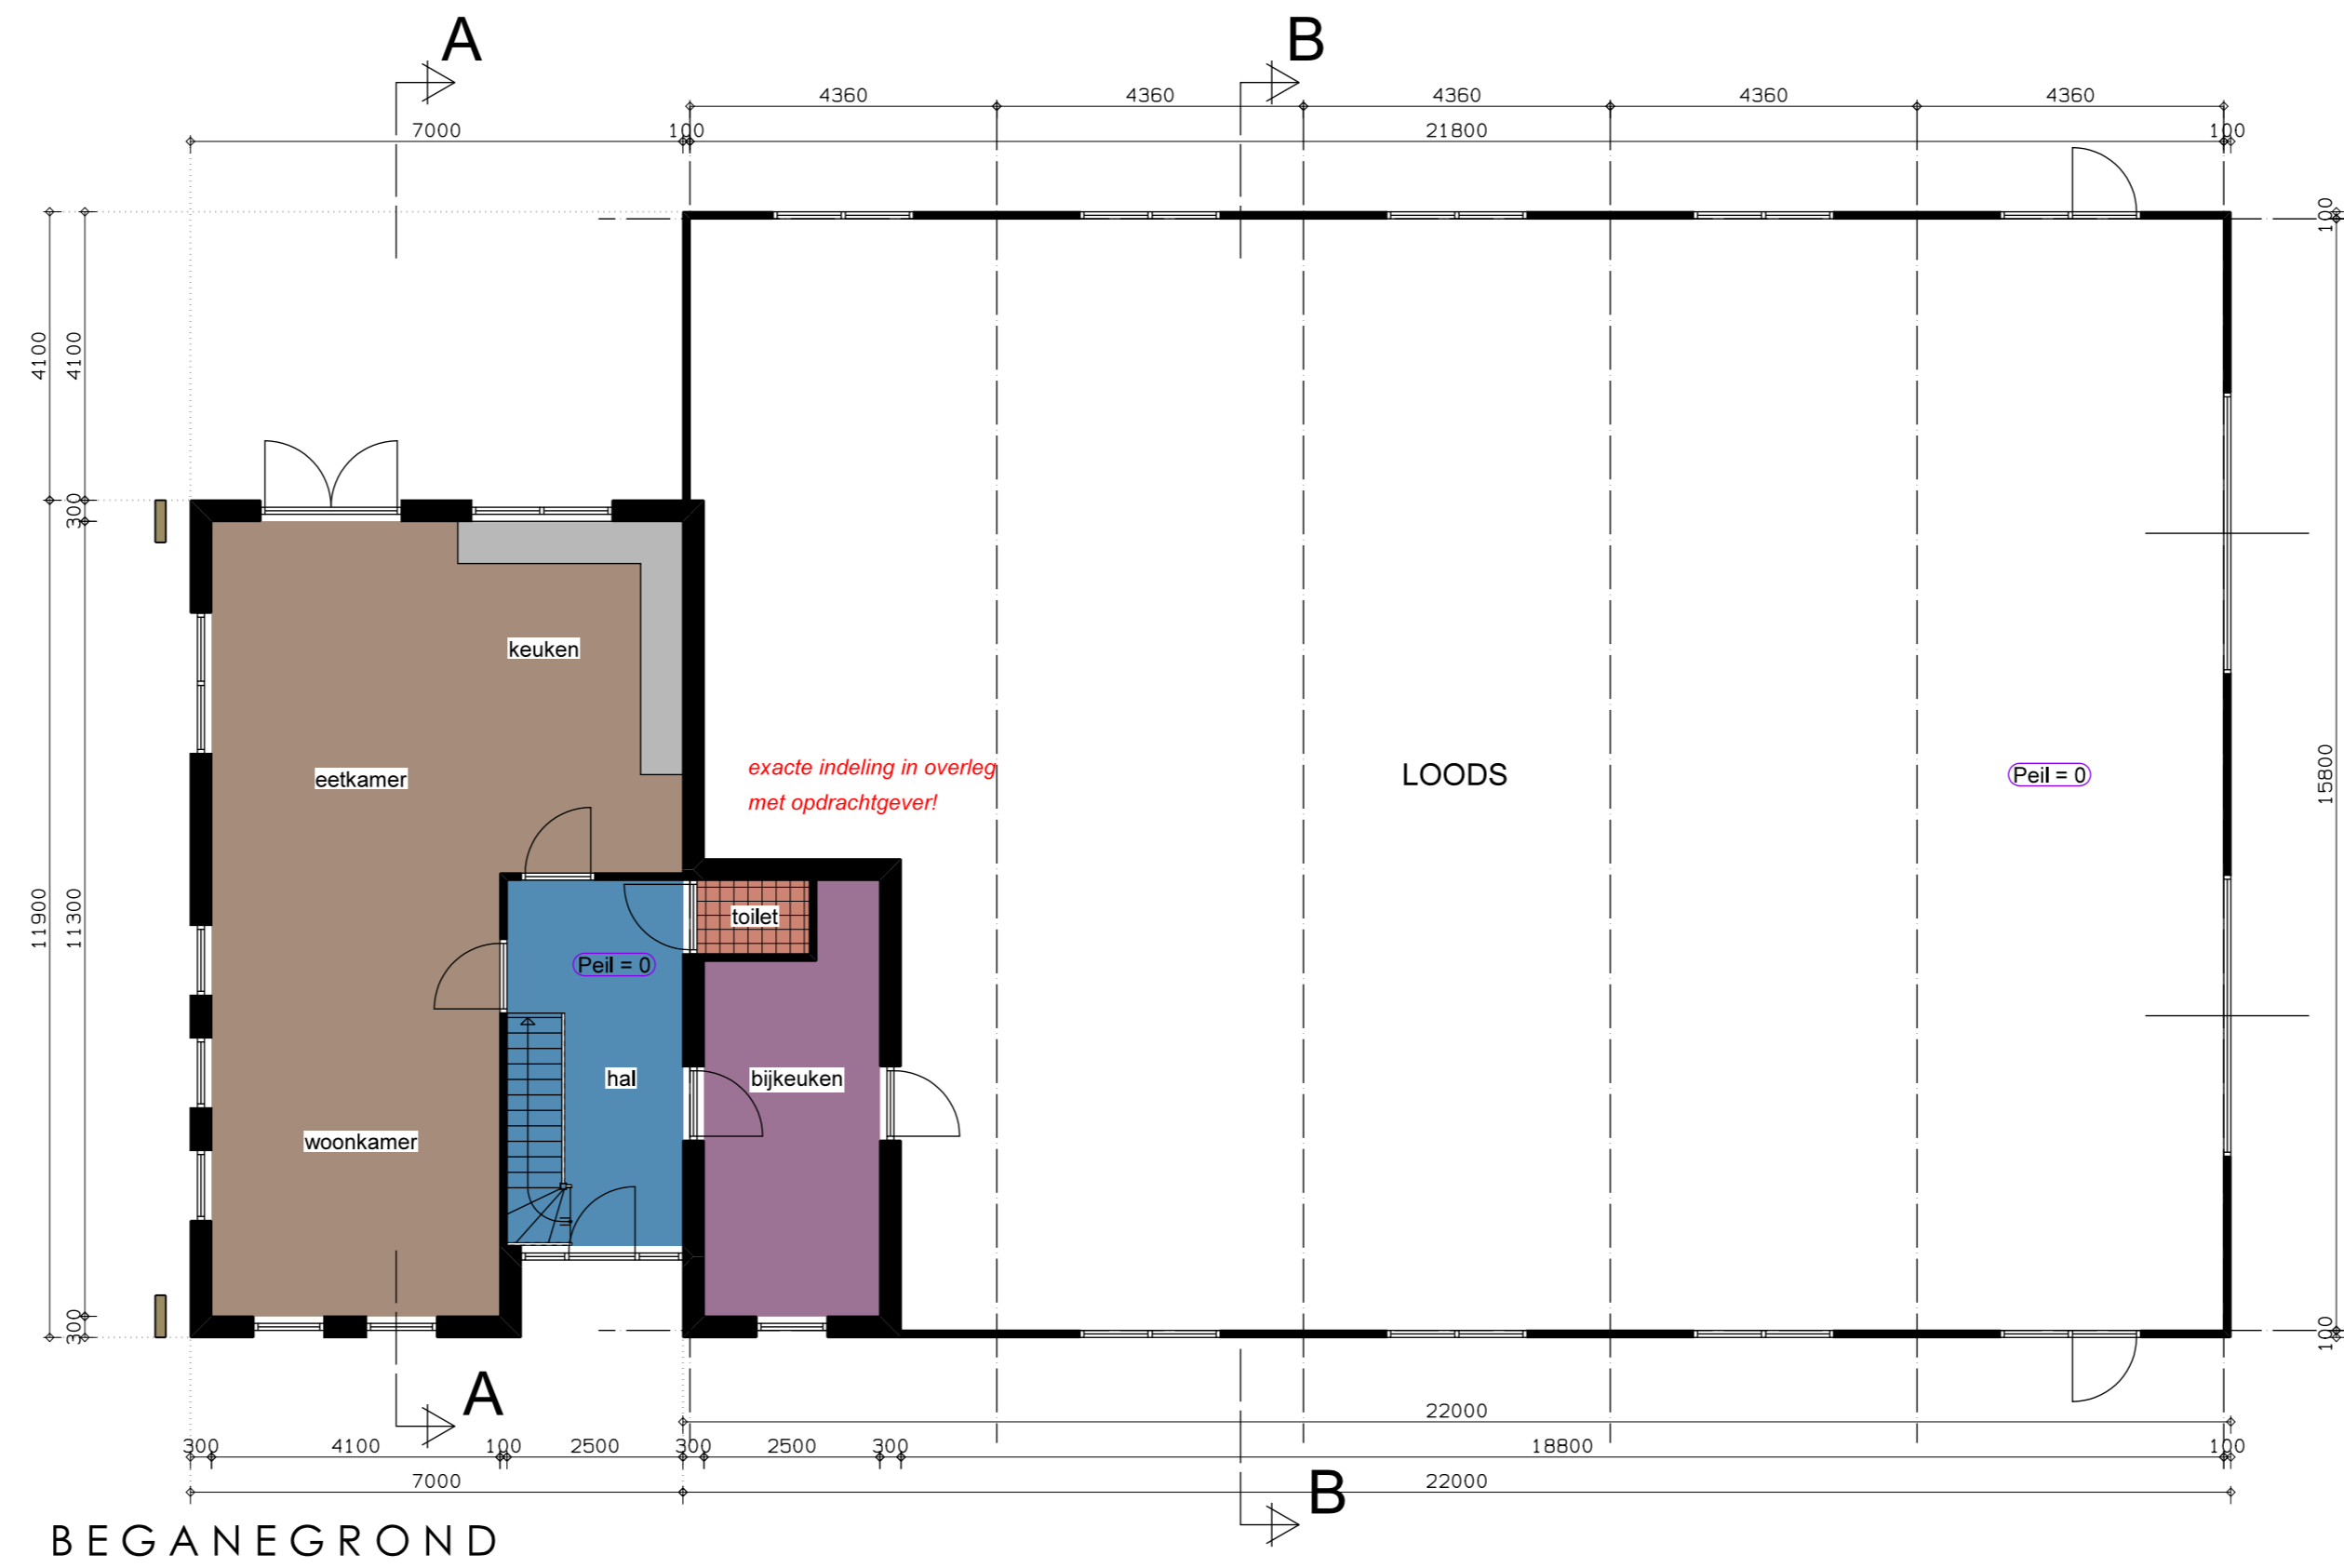 A
B
4360
4360
4360
4360
4360
7000
100
21800
100
4100
4100
100
300
keuken
eetkamer
exacte indeling in overleg
met opdrachtgever!
LOODS
Peil = 0
15800
11900
11300
toilet
Peil = 0
hal
bijkeuken
woonkamer
300
100
A
22000
300
4100
100
2500
300
2500
300
18800
100
7000
22000
B
BEGANEGROND